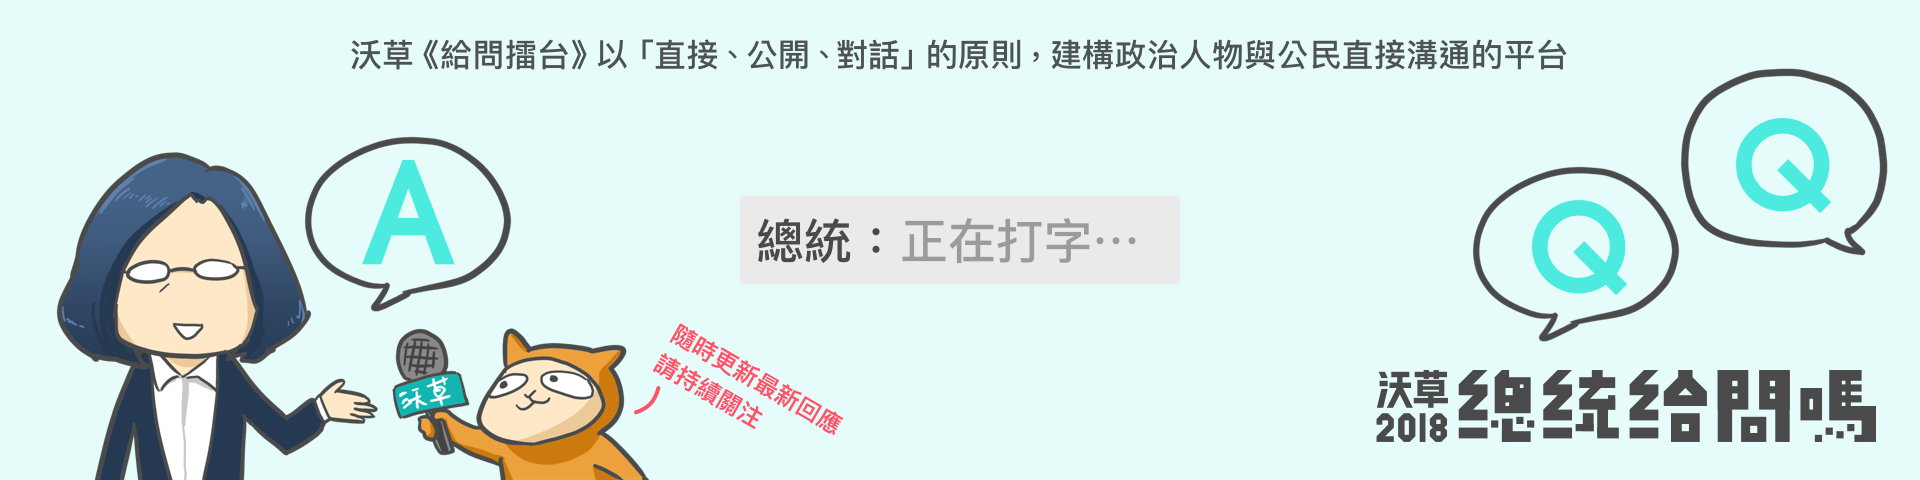 沃草《給問擂台》以「直接、公開、對話」的原則，建構政治人物與公民直接溝通的平台
A
Q
Q
總統：正在打字…
沃草
隨時更新最新回應
請持續關注
沃草
2018
總統給問嗎